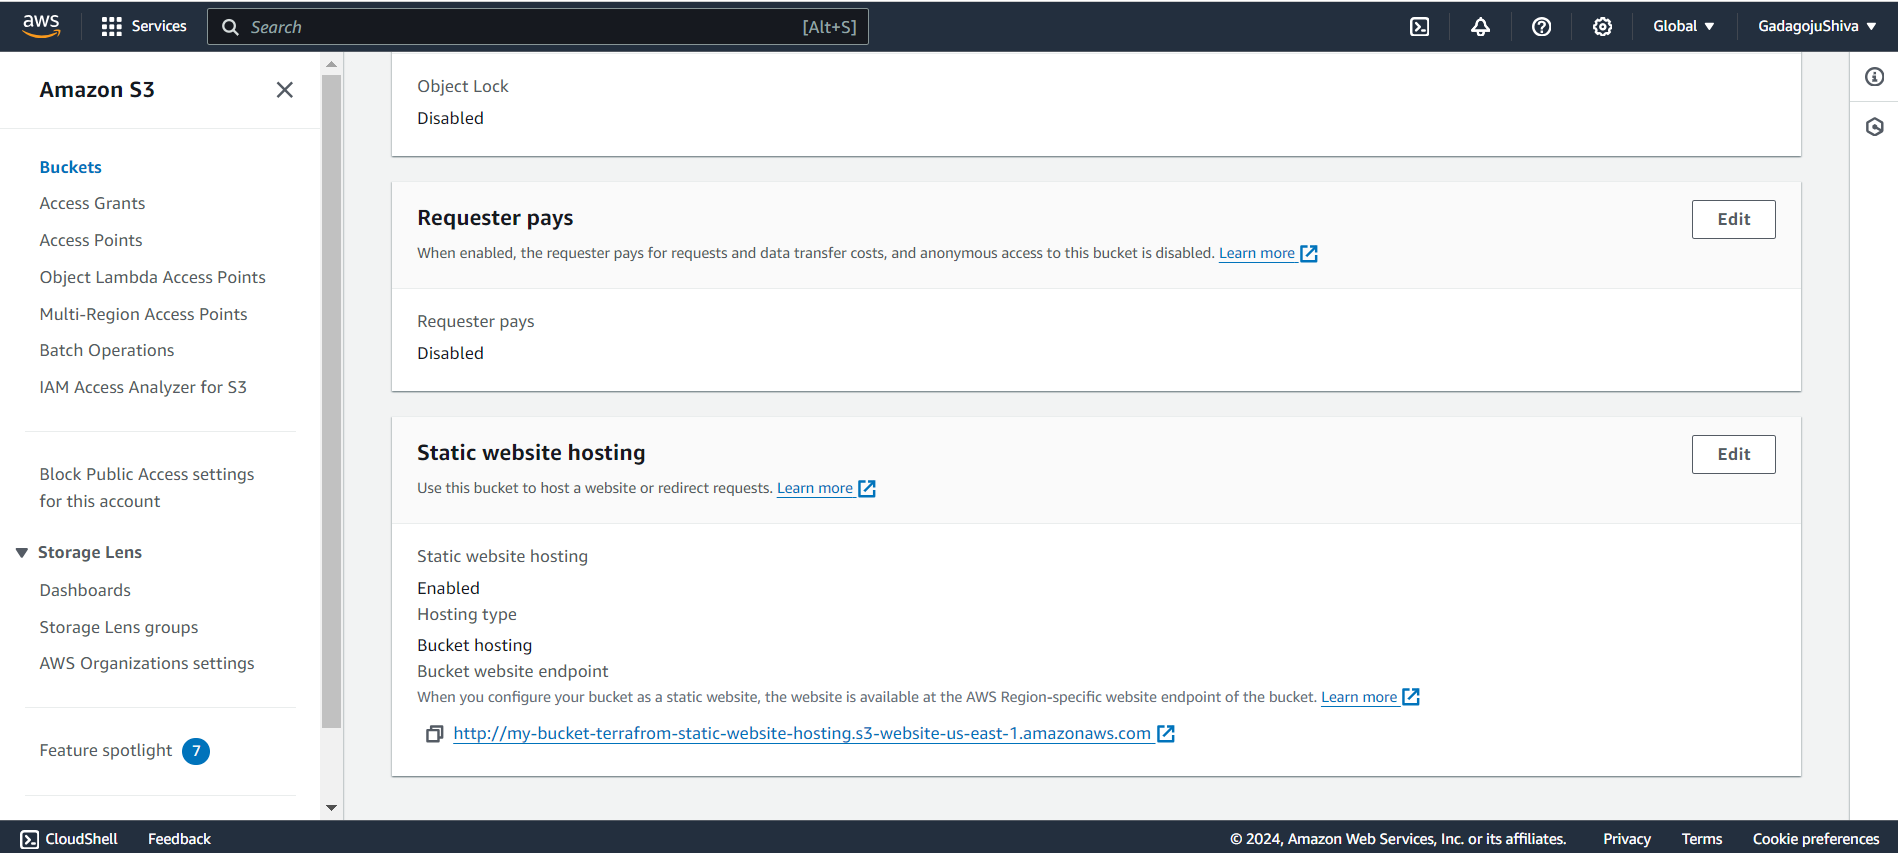 aws
Services
Search
[Alt+S]
Global
GadagojuShiva
Amazon S3
Buckets
Access Grants
Access Points
Object Lambda Access Points
Multi-Region Access Points
Batch Operations
IAM Access Analyzer for S3
Block Public Access settings
for this account
Storage Lens
Dashboards
Storage Lens groups
AWS Organizations settings
Feature spotlight 7
Object Lock
Disabled
Requester pays
Edit
When enabled, the requester pays for requests and data transfer costs, and anonymous access to this bucket is disabled. Learn more
Requester pays
Disabled
Static website hosting
Edit
Use this bucket to host a website or redirect requests. Learn more
Static website hosting
Enabled
Hosting type
Bucket hosting
Bucket website endpoint
When you configure your bucket as a static website, the website is available at the AWS Region-specific website endpoint of the bucket. Learn more
http://my-bucket-terrafrom-static-website-hosting.s3-website-us-east-1.amazonaws.com
CloudShell
Feedback
© 2024, Amazon Web Services, Inc. or its affiliates.
Privacy
Terms
Cookie preferences